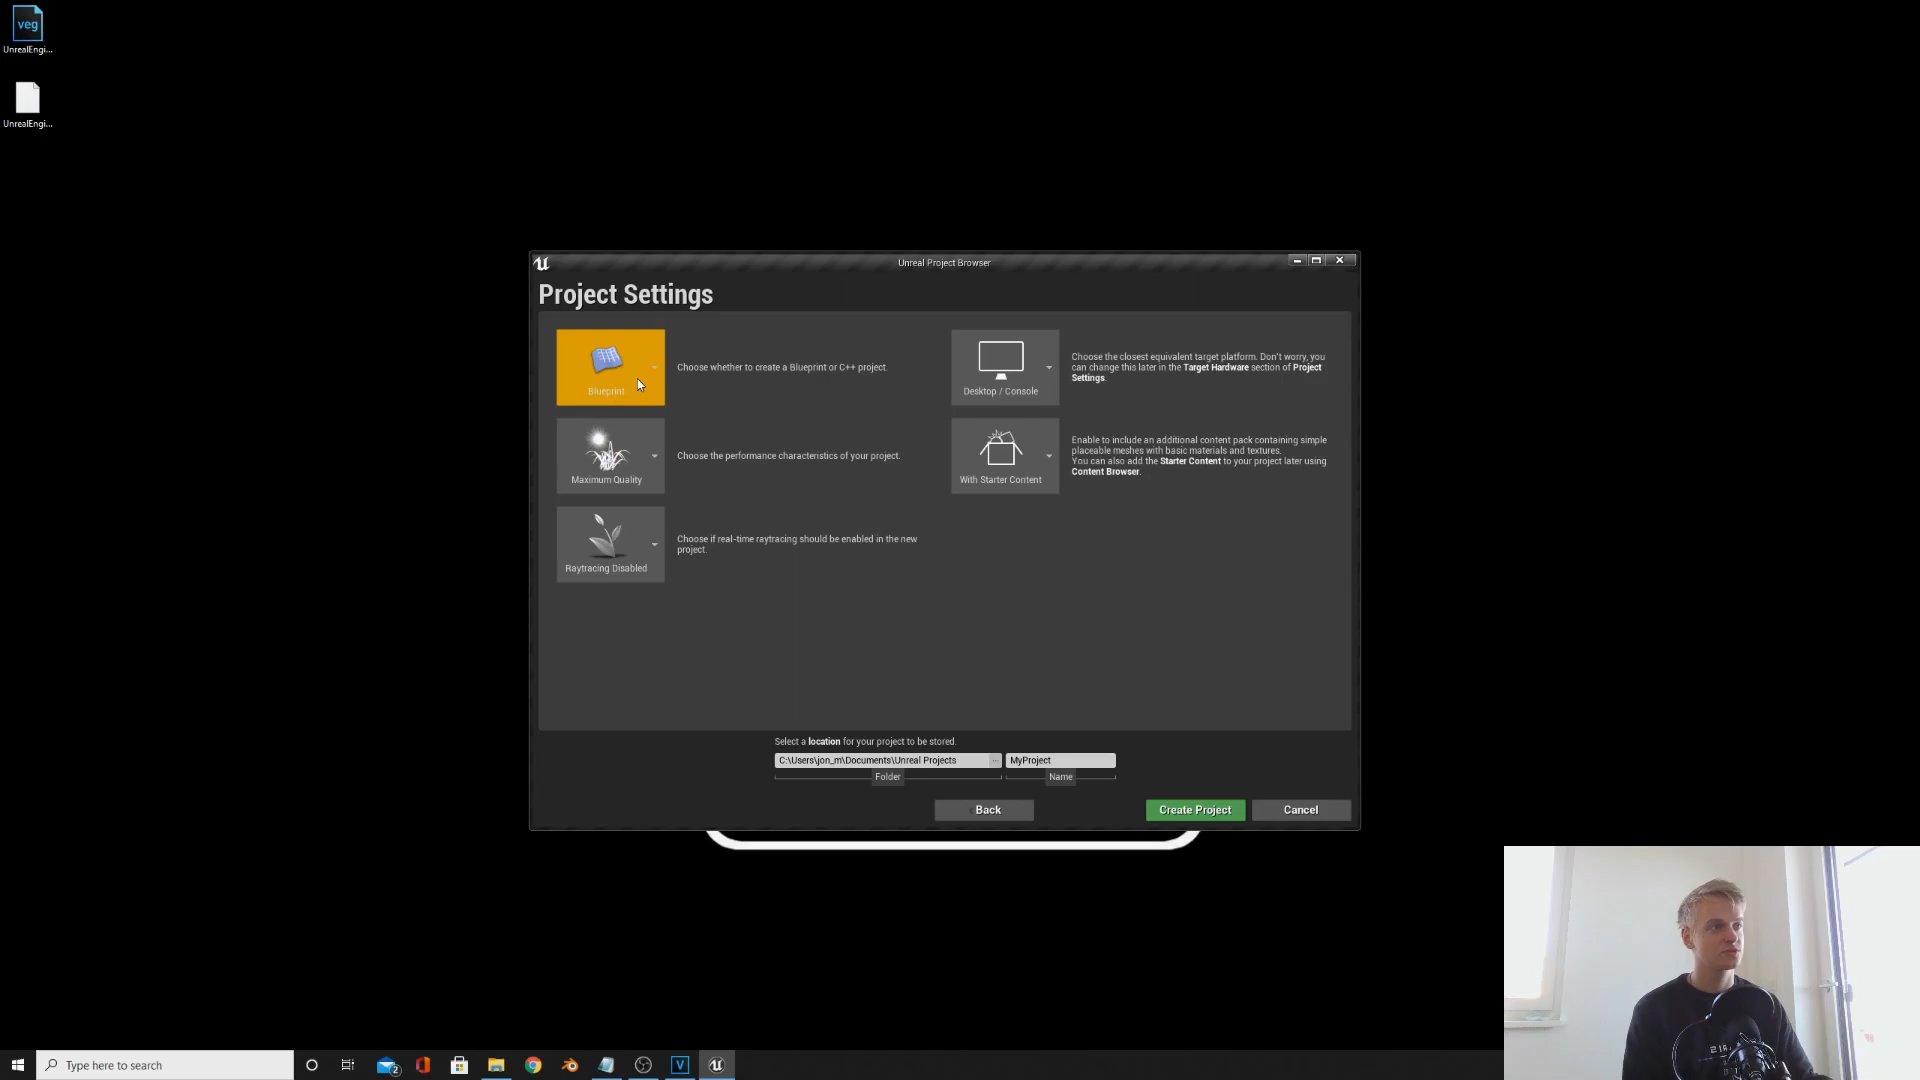 veg
UnrealEngi...
UnrealEngi...
Unreal Project Browser
Project Settings
Blueprint
Choose whether to create a Blueprint or C++ project.
Desktop / Console
Choose the closest equivalent target platform. Don't worry, you
can change this later in the Target Hardware section of Project
Settings.
Maximum Quality
Choose the performance characteristics of your project.
With Starter Content
Enable to include an additional content pack containing simple
placeable meshes with basic materials and textures.
You can also add the Starter Content to your project later using
Content Browser.
Raytracing Disabled
Choose if real-time raytracing should be enabled in the new
project.
Select a location for your project to be stored.
C:\Users\jon_m\Documents\Unreal Projects
...
MyProject
Folder
Name
Back
Create Project
Cancel
Type here to search
2
V